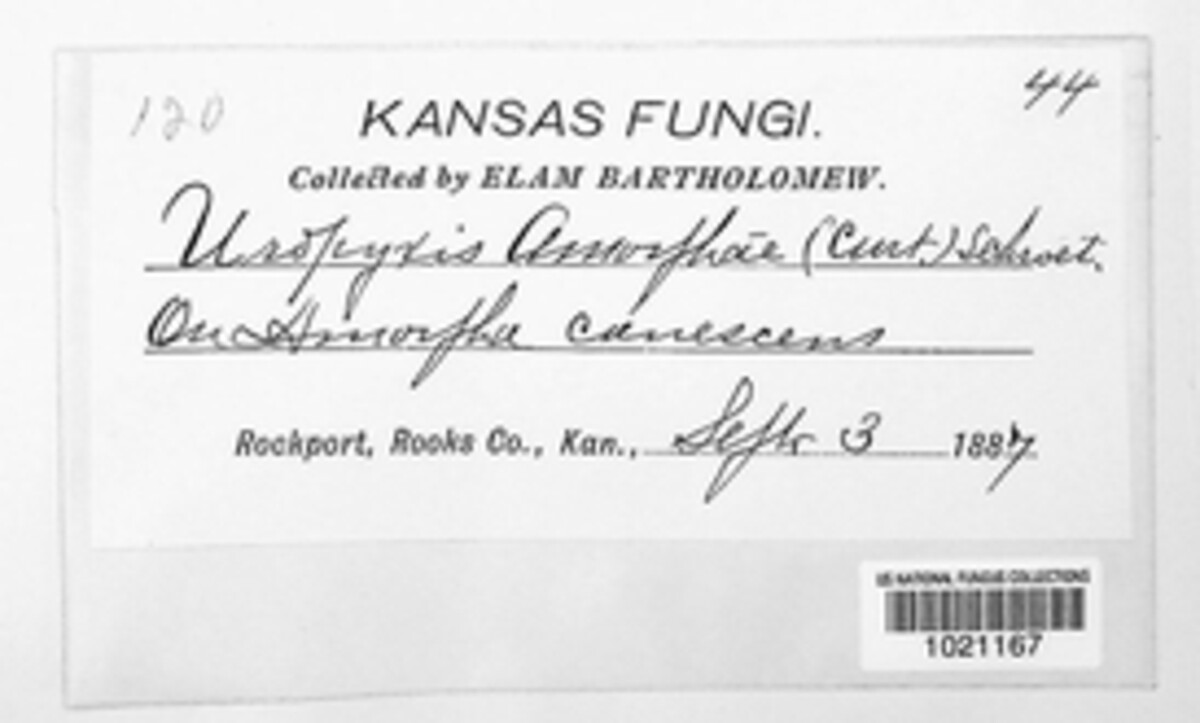 120
44
KANSAS FUNGI.
Collected by ELAM BARTHOLOMEW.
Uropyxis Amorphae (Curt.) Schroet.
On Amorpha canescens
Rockport, Rooks Co., Kan., Sept. 3 1887.
US NATIONAL FUNGUS COLLECTIONS
1021167